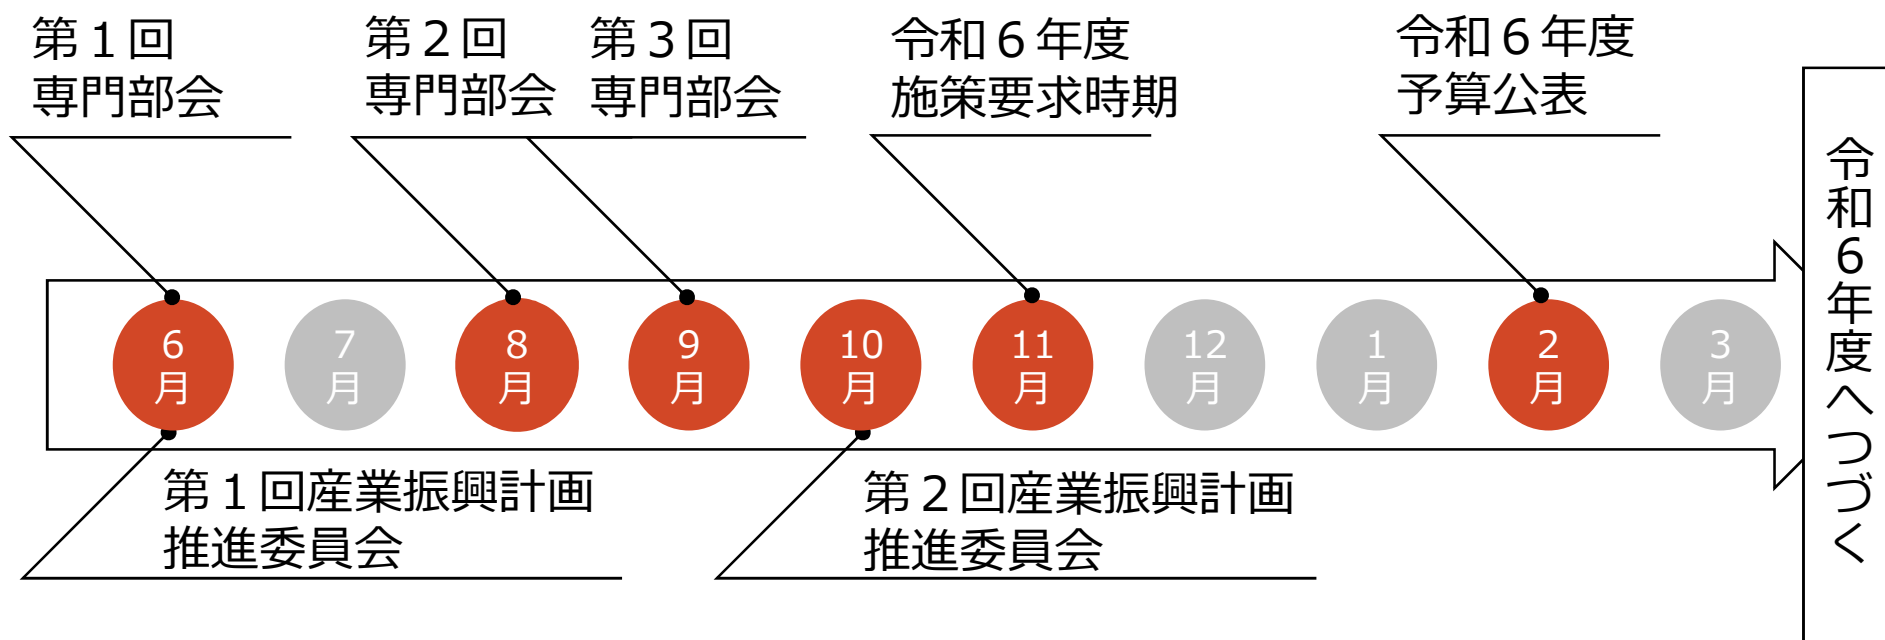 第１回
専門部会
第２回
専門部会
第３回
専門部会
令和６年度
施策要求時期
令和６年度
予算公表
6
月
7
月
8
月
9
月
10
月
11
月
12
月
1
月
2
月
3
月
第１回産業振興計画
推進委員会
第２回産業振興計画
推進委員会
令和６年度へつづく